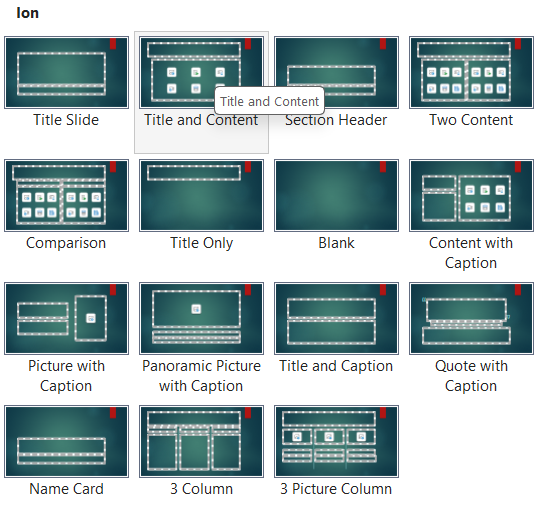 Ion
Title Slide
Title and Content
Title and Content
Section Header
Two Content
Comparison
Title Only
Blank
Content with
Caption
Picture with
Caption
Panoramic Picture
with Caption
Title and Caption
Quote with
Caption
Name Card
3 Column
3 Picture Column